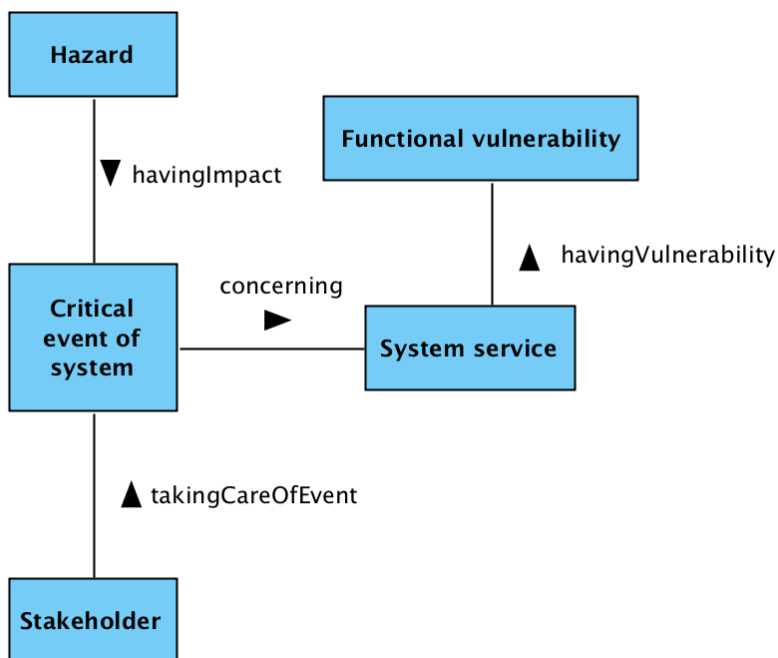 Hazard
Functional vulnerability
havingImpact
havingVulnerability
concerning
Critical
event of
system
System service
takingCareOfEvent
Stakeholder